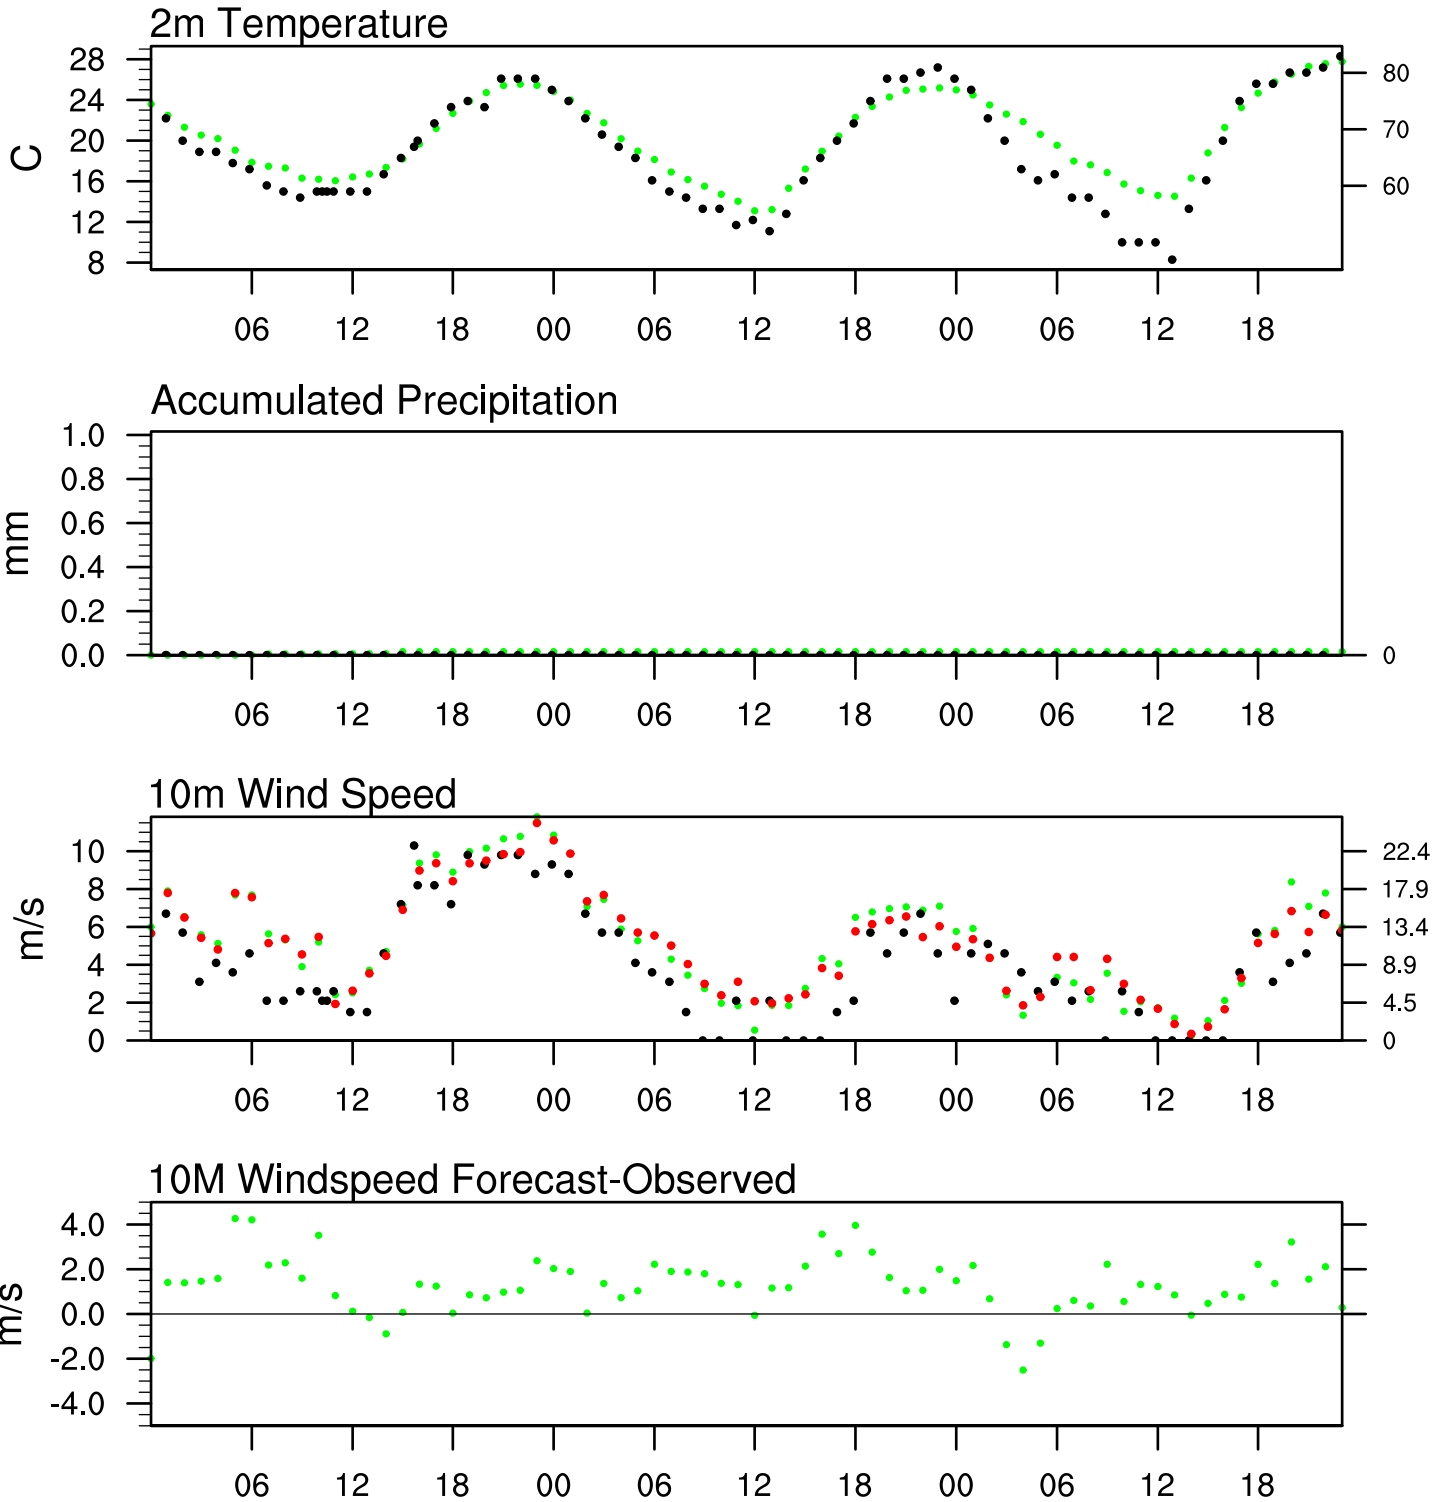 2m Temperature
28
24
20
16
12
8
C
80
70
60
06 12 18 00 06 12 18 00 06 12 18
Accumulated Precipitation
1.0
0.8
0.6
0.4
0.2
0.0
mm
0
06 12 18 00 06 12 18 00 06 12 18
10m Wind Speed
10
8
6
4
2
0
m/s
22.4
17.9
13.4
8.9
4.5
0
06 12 18 00 06 12 18 00 06 12 18
10M Windspeed Forecast-Observed
4.0
2.0
0.0
-2.0
-4.0
m/s
06 12 18 00 06 12 18 00 06 12 18